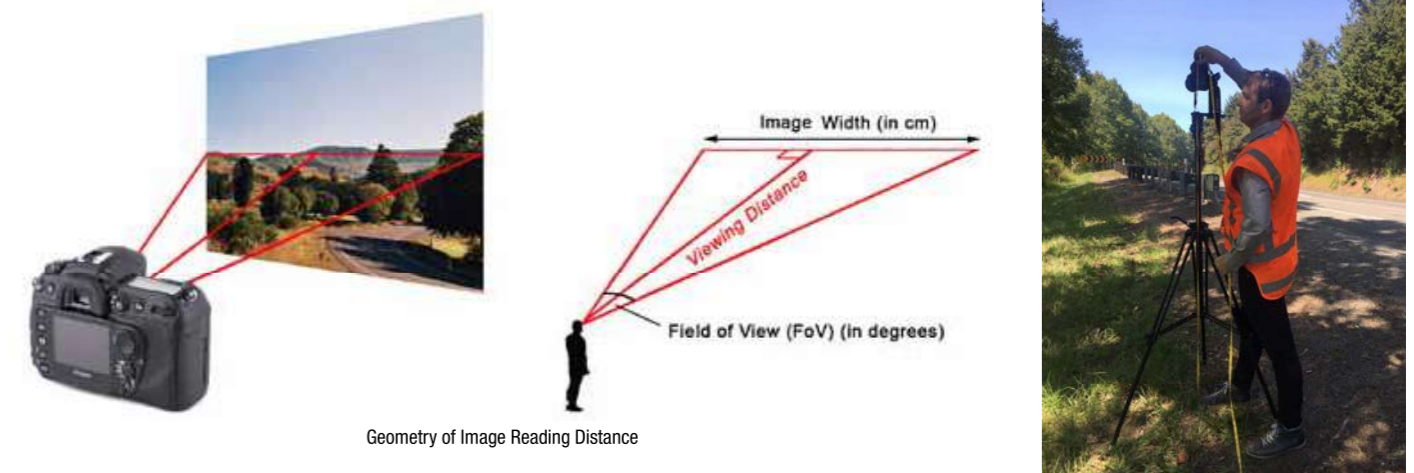 Image Width (in cm)
Viewing Distance
Field of View (FoV) (in degrees)
Geometry of Image Reading Distance